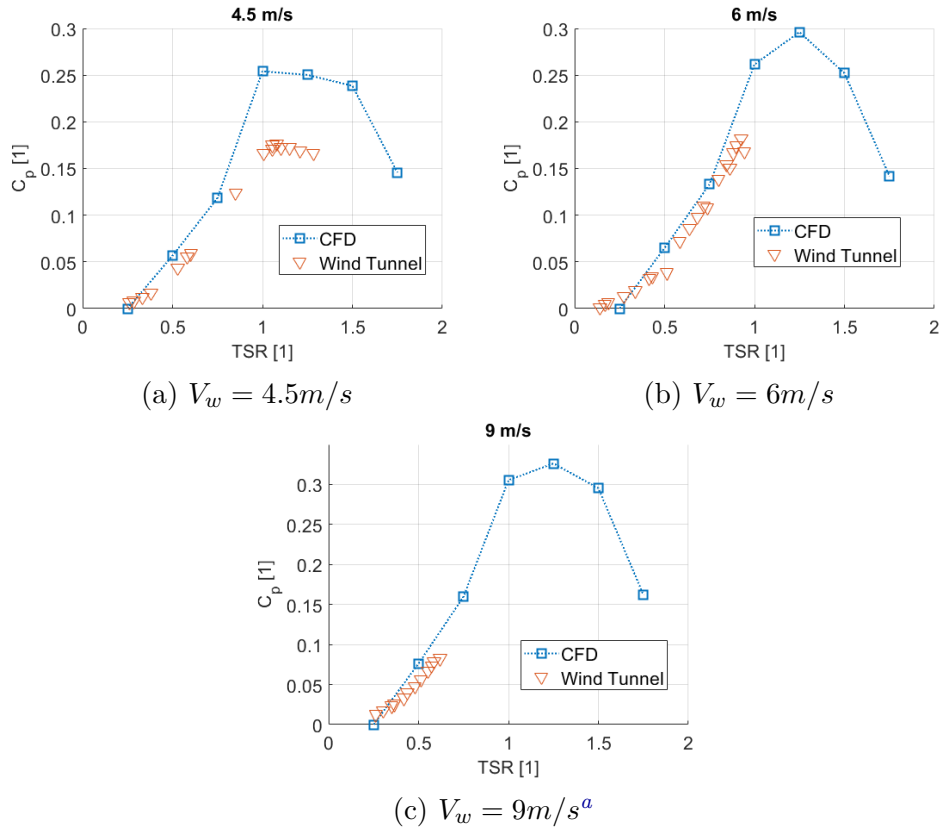 4.5 m/s
C_p [1]
0.3
0.25
0.2
0.15
0.1
0.05
0
0 0.5 1 1.5 2
TSR [1]
CFD
Wind Tunnel
(a) V_w = 4.5m/s
6 m/s
C_p [1]
0.3
0.25
0.2
0.15
0.1
0.05
0
0 0.5 1 1.5 2
TSR [1]
CFD
Wind Tunnel
(b) V_w = 6m/s
9 m/s
C_p [1]
0.3
0.25
0.2
0.15
0.1
0.05
0
0 0.5 1 1.5 2
TSR [1]
CFD
Wind Tunnel
(c) V_w = 9m/s^a